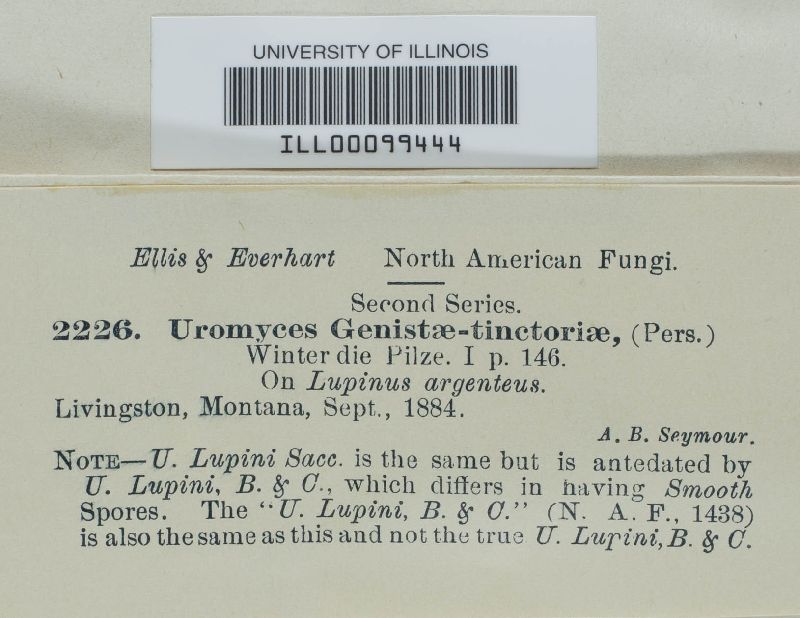 UNIVERSITY OF ILLINOIS
ILL00099444
Ellis & Everhart North American Fungi.
Second Series.
2226. Uromyces Genistæ-tinctoriæ, (Pers.)
Winter die Pilze. I p. 146.
On Lupinus argenteus.
Livingston, Montana, Sept., 1884.
A. B. Seymour.
NOTE—U. Lupini Sacc. is the same but is antedated by
U. Lupini, B. & C., which differs in having Smooth
Spores. The "U. Lupini, B. & C." (N. A. F., 1438)
is also the same as this and not the true U. Lupini, B. & C.